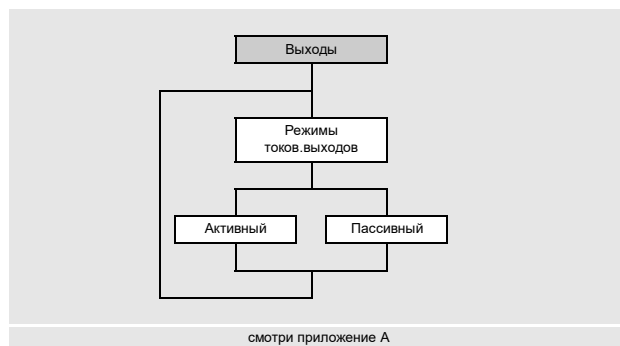 Выходы
Режимы
токов.выходов
Активный
Пассивный
смотри приложение А